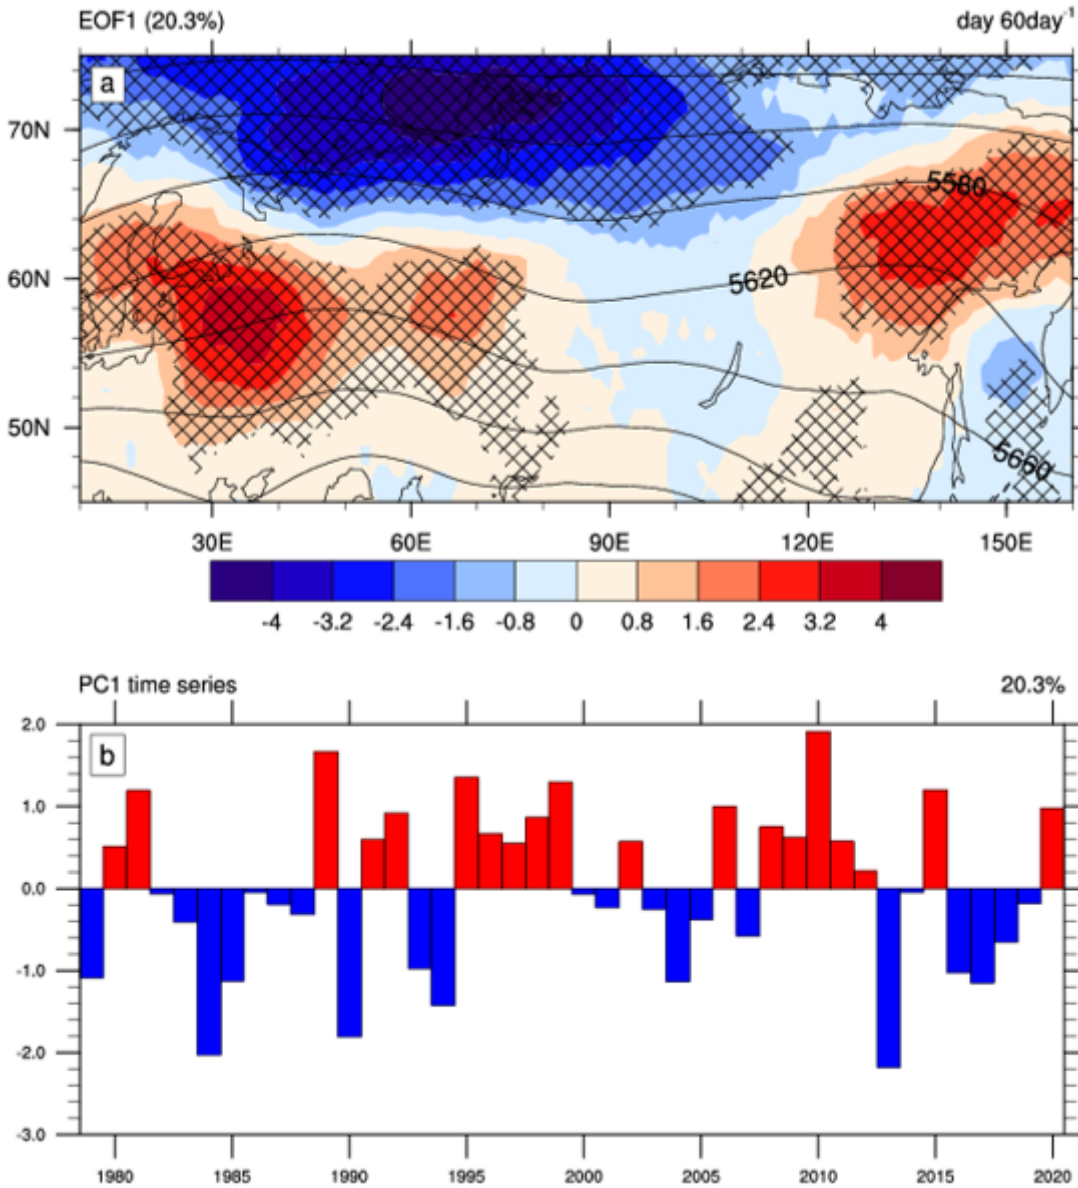 EOF1 (20.3%) day 60day⁻¹
a
70N
5580
60N
5620
50N
5660
30E 60E 90E 120E 150E
-4 -3.2 -2.4 -1.6 -0.8 0 0.8 1.6 2.4 3.2 4
PC1 time series 20.3%
2.0
b
1.0
0.0
-1.0
-2.0
-3.0
1980 1985 1990 1995 2000 2005 2010 2015 2020